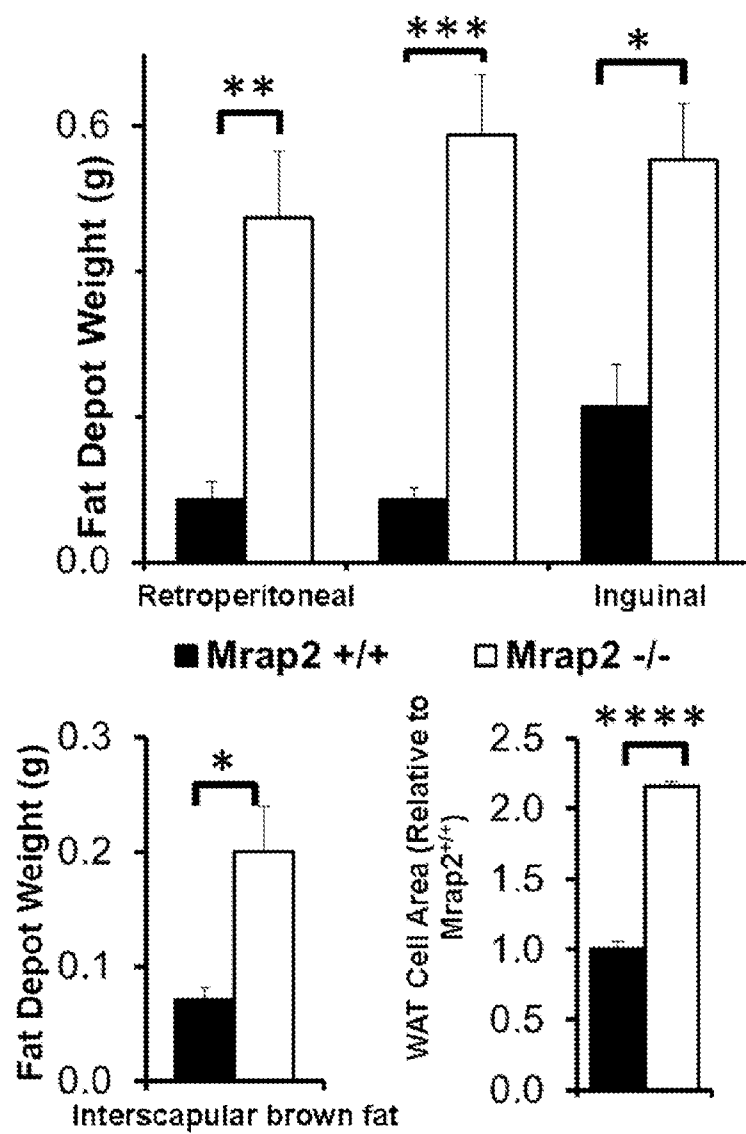 ***
**
*
0.6
Fat Depot Weight (g)
0.0
Retroperitoneal
Inguinal
Mrap2 +/+
Mrap2 -/-
0.3
*
0.2
Fat Depot Weight (g)
0.1
0.0
Interscapular brown fat
****
2.5
2.0
WAT Cell Area (Relative to
Mrap2+/+)
1.5
1.0
0.5
0.0